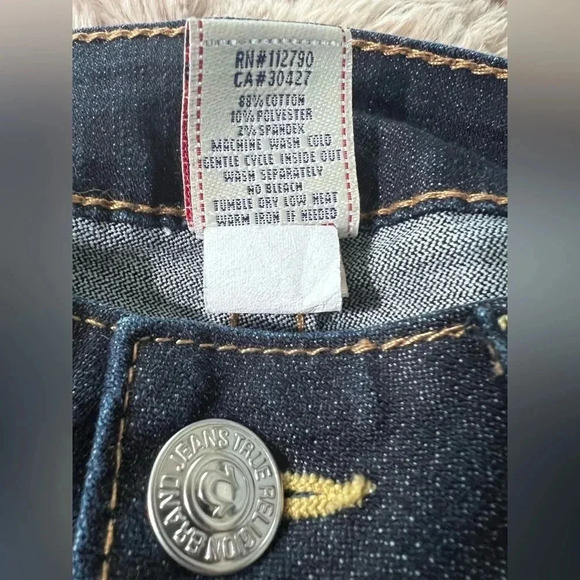 RN#112790
CA#30427
88% COTTON
10% POLYESTER
2% SPANDEX
MACHINE WASH COLD
GENTLE CYCLE INSIDE OUT
WASH SEPARATELY
NO BLEACH
TUMBLE DRY LOW HEAT
WARM IRON IF NEEDED
TRUE RELIGION BRAND JEANS